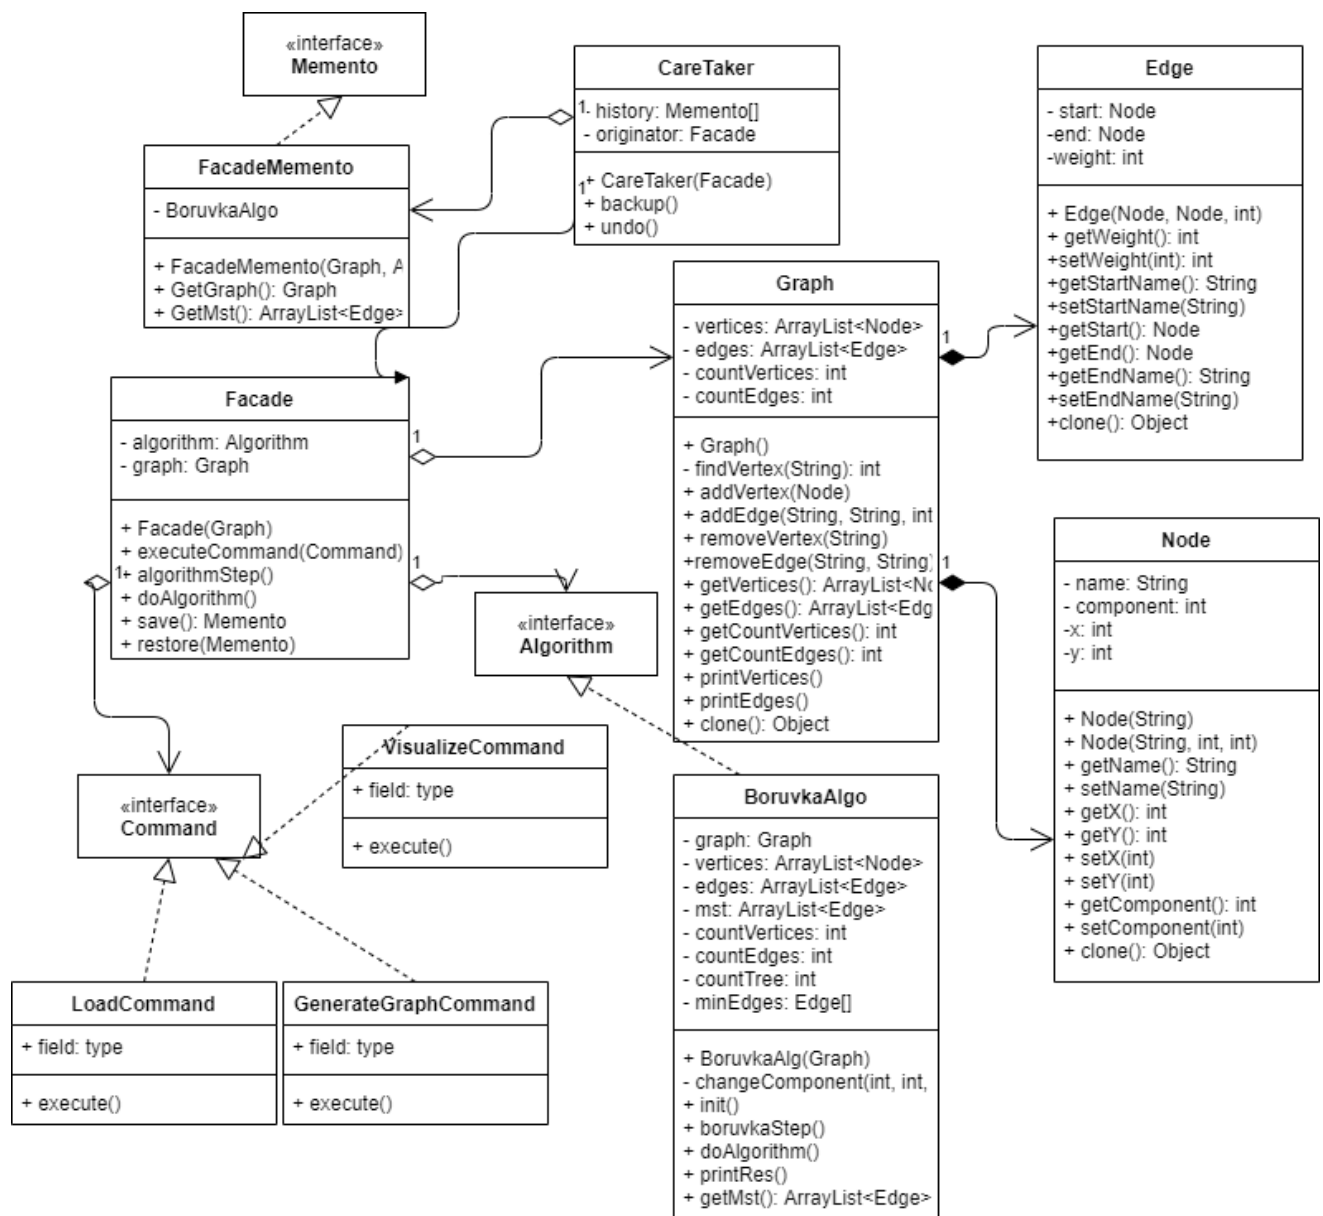 «interface»
Memento
FacadeMemento
- BoruvkaAlgo
+ FacadeMemento(Graph, A
+ GetGraph(): Graph
+ GetMst(): ArrayList<Edge>
CareTaker
1
- history: Memento[]
- originator: Facade
1
+ CareTaker(Facade)
+ backup()
+ undo()
Edge
- start: Node
-end: Node
-weight: int
+ Edge(Node, Node, int)
+ getWeight(): int
+setWeight(int): int
+getStartName(): String
+setStartName(String)
+getStart(): Node
+getEnd(): Node
+getEndName(): String
+setEndName(String)
+clone(): Object
Graph
- vertices: ArrayList<Node>
- edges: ArrayList<Edge>
- countVertices: int
- countEdges: int
1
+ Graph()
- findVertex(String): int
+ addVertex(Node)
+ addEdge(String, String, int
+ removeVertex(String)
+removeEdge(String, String)
+ getVertices(): ArrayList<No
+ getEdges(): ArrayList<Edg
+ getCountVertices(): int
+ getCountEdges(): int
+ printVertices()
+ printEdges()
+ clone(): Object
1
Facade
- algorithm: Algorithm
- graph: Graph
1
+ Facade(Graph)
+ executeCommand(Command)
+ algorithmStep()
+ doAlgorithm()
+ save(): Memento
+ restore(Memento)
1
1
«interface»
Algorithm
Node
- name: String
- component: int
-x: int
-y: int
+ Node(String)
+ Node(String, int, int)
+ getName(): String
+ setName(String)
+ getX(): int
+ getY(): int
+ setX(int)
+ setY(int)
+ getComponent(): int
+ setComponent(int)
+ clone(): Object
VisualizeCommand
+ field: type
+ execute()
«interface»
Command
BoruvkaAlgo
- graph: Graph
- vertices: ArrayList<Node>
- edges: ArrayList<Edge>
- mst: ArrayList<Edge>
- countVertices: int
- countEdges: int
- countTree: int
- minEdges: Edge[]
+ BoruvkaAlg(Graph)
- changeComponent(int, int,
+ init()
+ boruvkaStep()
+ doAlgorithm()
+ printRes()
+ getMst(): ArrayList<Edge>
LoadCommand
+ field: type
+ execute()
GenerateGraphCommand
+ field: type
+ execute()